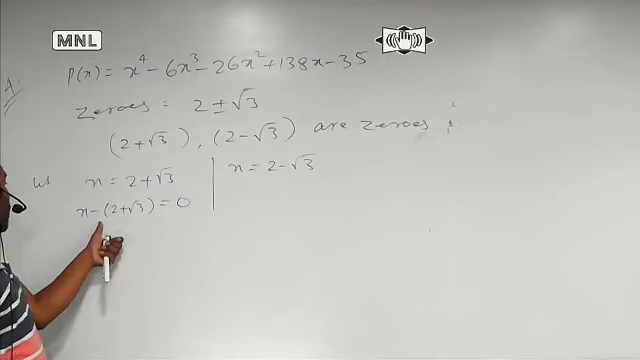 MNL
P(x) = x⁴ - 6x³ - 26x² + 138x - 35
Zeroes : 2 ± √3
(2+√3), (2-√3) are zeroes
x = 2+√3
x = 2-√3
x - (2+√3) = 0